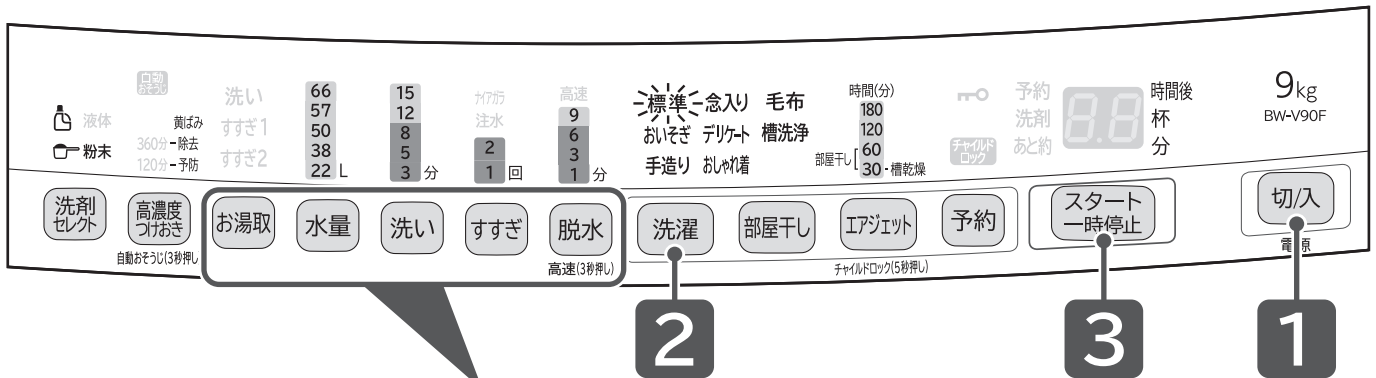 自動
おそうじ
液体
粉末
黄ばみ
360分-除去
120分-予防
洗い
すすぎ1
すすぎ2
66
57
50
38
22 L
15
12
8
5
3 分
ナイアガラ
注水
2
1 回
高速
9
6
3
1 分
標準 念入り 毛布
おいそぎ デリケート 槽洗浄
手造り おしゃれ着
時間(分)
180
120
部屋干し 60
30-槽乾燥
チャイルド
ロック
予約
洗剤
あと約
8.8
時間後
杯
分
9kg
BW-V90F
洗剤
セレクト
高濃度
つけおき
自動おそうじ(3秒押し
お湯取
水量
洗い
すすぎ
脱水
高速(3秒押し)
洗濯
部屋干し
エアジェット
予約
チャイルドロック(5秒押し)
スタート
一時停止
切/入
電源
2
3
1